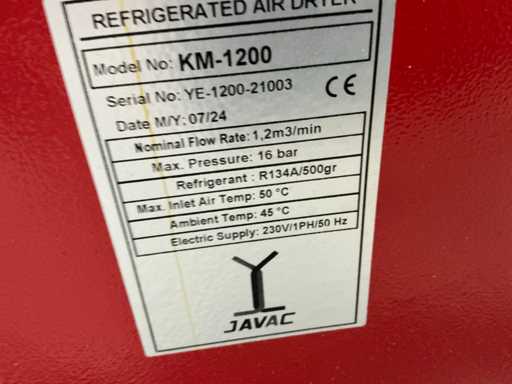 REFRIGERATED AIR DRYER
Model No: KM-1200
Serial No: YE-1200-21003
CE
Date M/Y: 07/24
Nominal Flow Rate: 1,2m3/min
Max. Pressure: 16 bar
Refrigerant : R134A/500gr
Max. Inlet Air Temp: 50 °C
Ambient Temp: 45 °C
Electric Supply: 230V/1PH/50 Hz
JAVAC